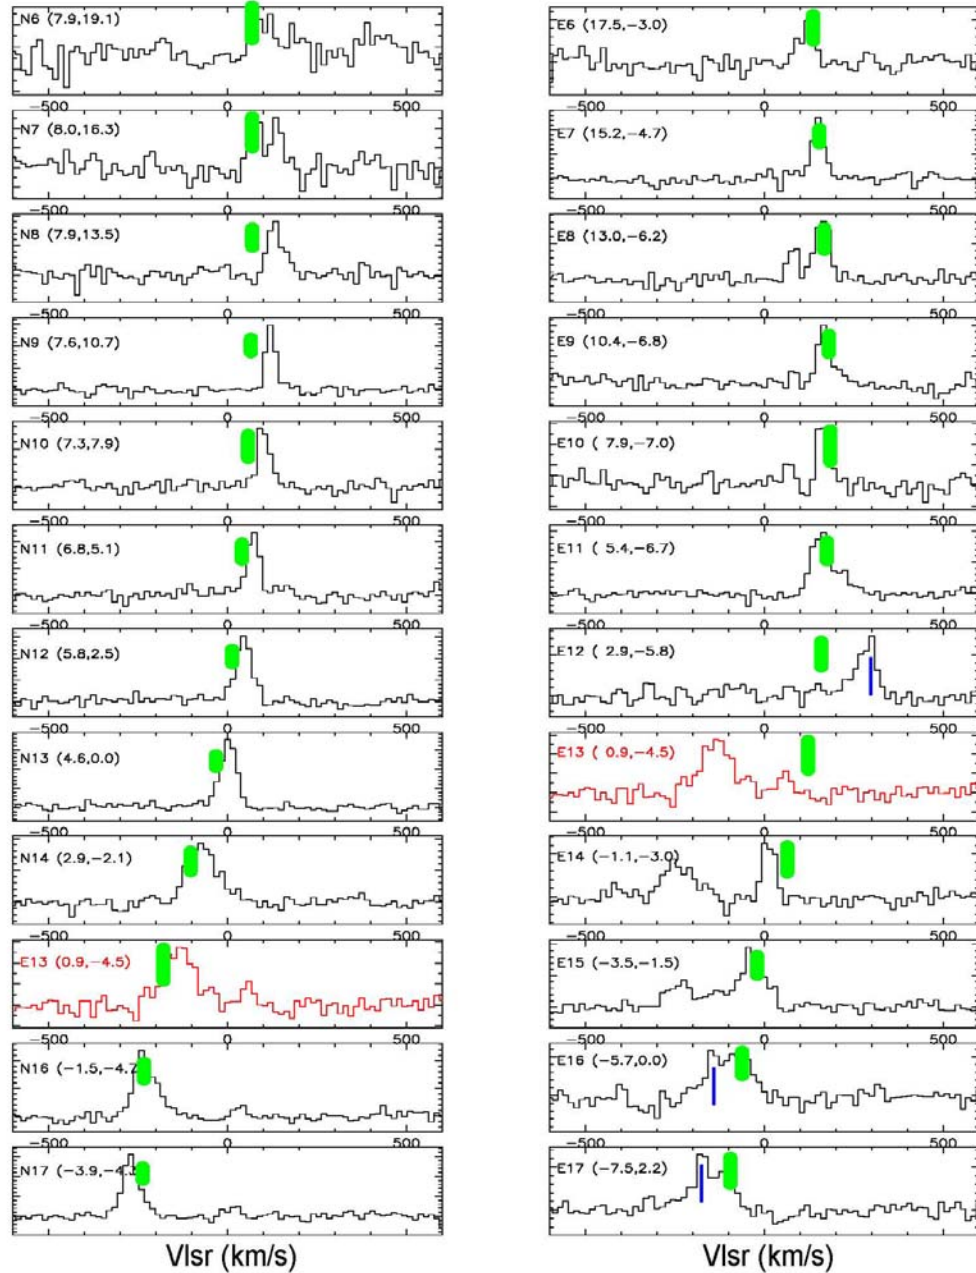 N6 (7.9,19.1)
-500 0 500
N7 (8.0,16.3)
-500 0 500
N8 (7.9,13.5)
-500 0 500
N9 (7.6,10.7)
-500 0 500
N10 (7.3,7.9)
-500 0 500
N11 (6.8,5.1)
-500 0 500
N12 (5.8,2.5)
-500 0 500
N13 (4.6,0.0)
-500 0 500
N14 (2.9,-2.1)
-500 0 500
E13 (0.9,-4.5)
-500 0 500
N16 (-1.5,-4.7
-500 0 500
N17 (-3.9,-4.
Vlsr (km/s)
E6 (17.5,-3.0)
-500 0 500
E7 (15.2,-4.7)
-500 0 500
E8 (13.0,-6.2)
-500 0 500
E9 (10.4,-6.8)
-500 0 500
E10 ( 7.9,-7.0)
-500 0 500
E11 ( 5.4,-6.7)
-500 0 500
E12 ( 2.9,-5.8)
-500 0 500
E13 ( 0.9,-4.5)
-500 0 500
E14 (-1.1,-3.0)
-500 0 500
E15 (-3.5,-1.5)
-500 0 500
E16 (-5.7,0.0)
-500 0 500
E17 (-7.5,2.2)
Vlsr (km/s)